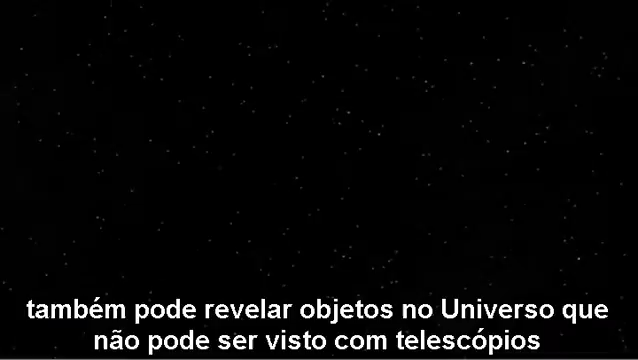 também pode revelar objetos no Universo que
não pode ser visto com telescópios